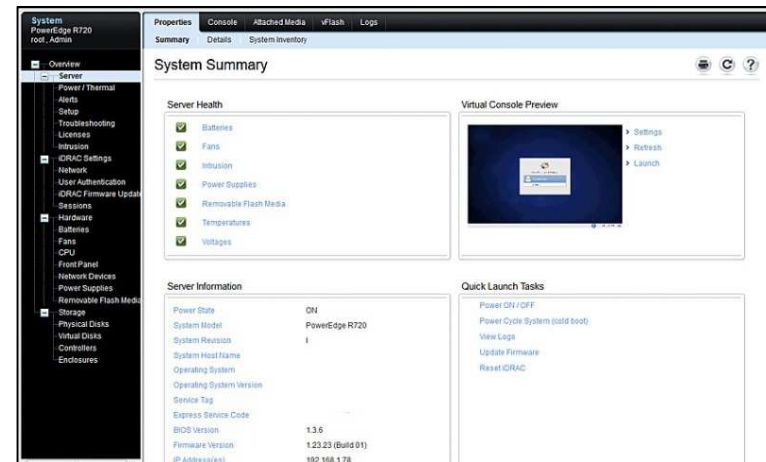 System
PowerEdge R720
root , Admin
Properties Console Attached Media vFlash Logs
Summary Details System Inventory
Overview
Server
Power / Thermal
Alerts
Setup
Troubleshooting
Licenses
Intrusion
iDRAC Settings
Network
User Authentication
iDRAC Firmware Update
Sessions
Hardware
Batteries
Fans
CPU
Front Panel
Network Devices
Power Supplies
Removable Flash Media
Storage
Physical Disks
Virtual Disks
Controllers
Enclosures
System Summary
?
Server Health
Batteries
Fans
Intrusion
Power Supplies
Removable Flash Media
Temperatures
Voltages
Virtual Console Preview
Settings
Refresh
Launch
Server Information
Power State ON
System Model PowerEdge R720
System Revision I
System Host Name
Operating System
Operating System Version
Service Tag
Express Service Code
BIOS Version 1.3.6
Firmware Version 1.23.23 (Build 01)
IP Address(es) 192.168.1.78
Quick Launch Tasks
Power ON / OFF
Power Cycle System (cold boot)
View Logs
Update Firmware
Reset iDRAC